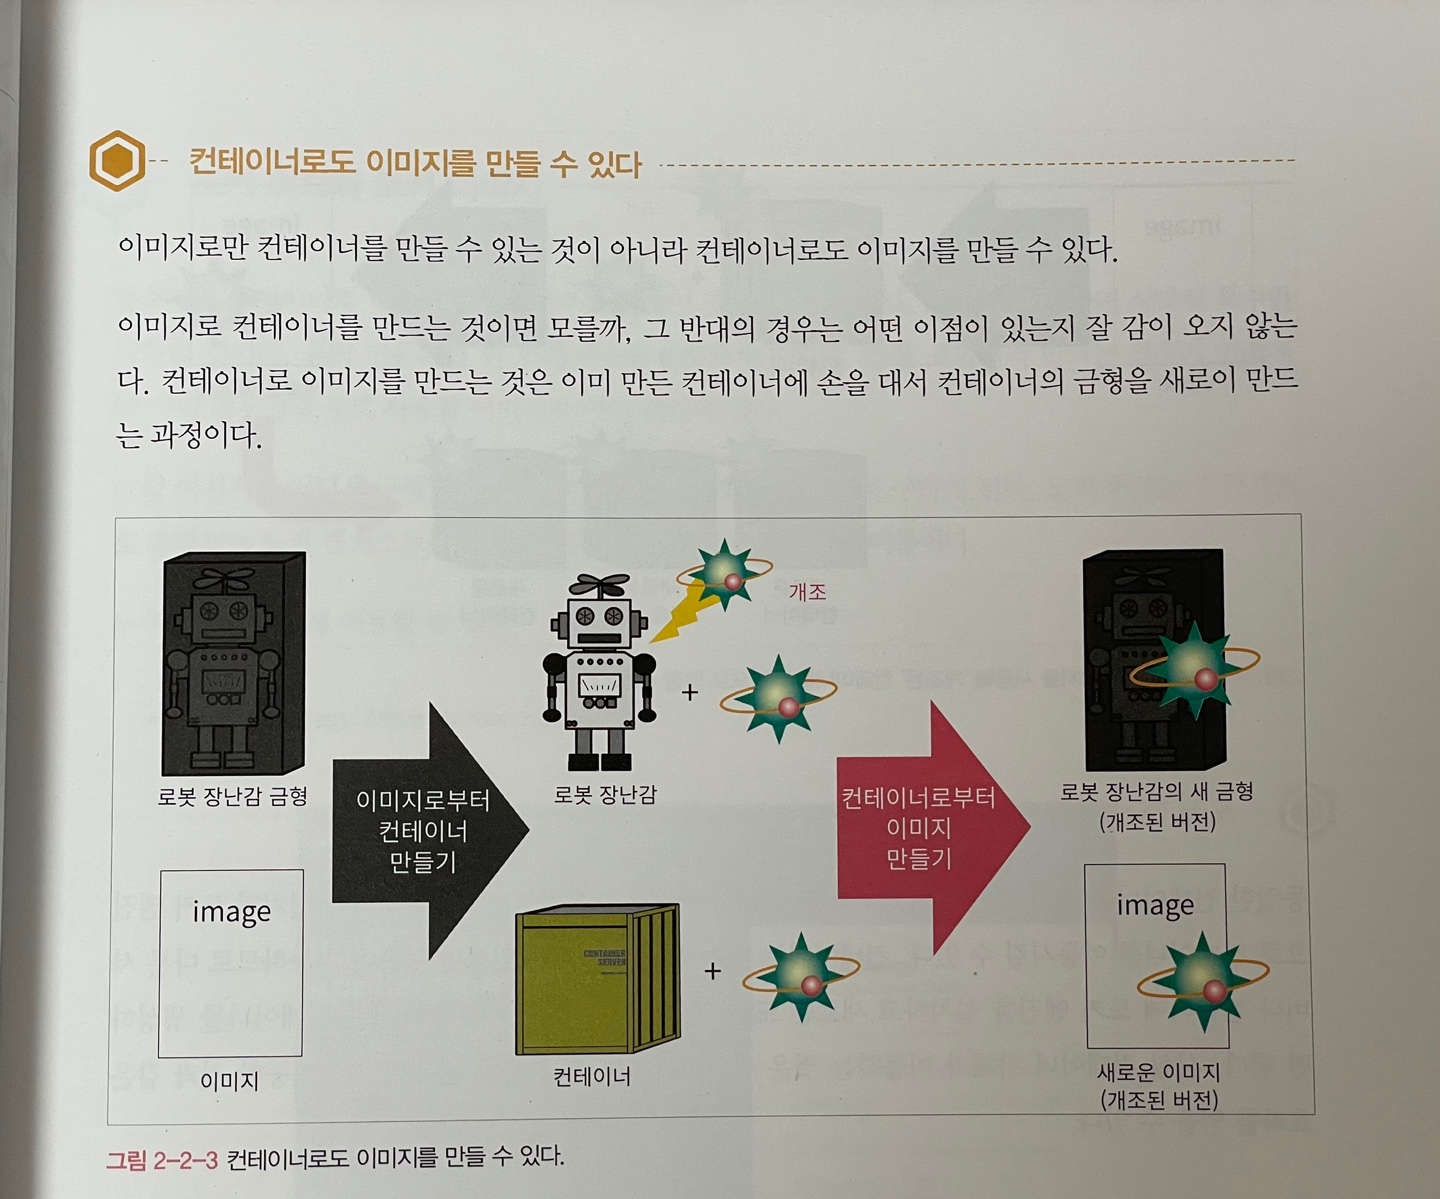 컨테이너로도 이미지를 만들 수 있다
이미지로만 컨테이너를 만들 수 있는 것이 아니라 컨테이너로도 이미지를 만들 수 있다.
이미지로 컨테이너를 만드는 것이면 모를까, 그 반대의 경우는 어떤 이점이 있는지 잘 감이 오지 않는
다. 컨테이너로 이미지를 만드는 것은 이미 만든 컨테이너에 손을 대서 컨테이너의 금형을 새로이 만드
는 과정이다.
개조
+
로봇 장난감 금형
이미지로부터
컨테이너
만들기
로봇 장난감
컨테이너로부터
이미지
만들기
로봇 장난감의 새 금형
(개조된 버전)
image
이미지
CONTAINER
SERVER
+
컨테이너
image
새로운 이미지
(개조된 버전)
그림 2-2-3 컨테이너로도 이미지를 만들 수 있다.